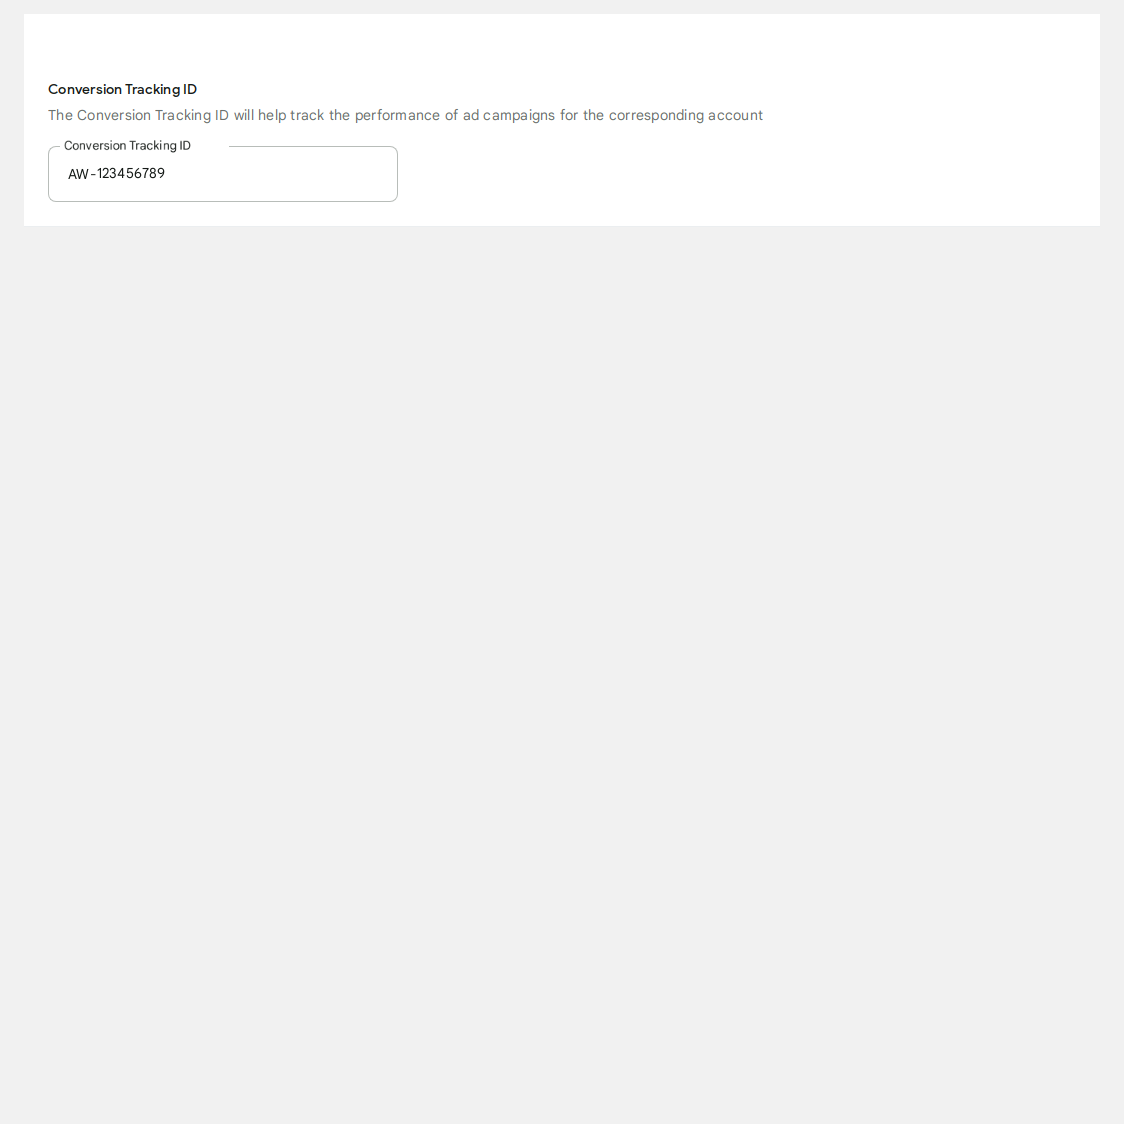 Conversion Tracking ID
The Conversion Tracking ID will help track the performance of ad campaigns for the corresponding account
Conversion Tracking ID
AW-123456789